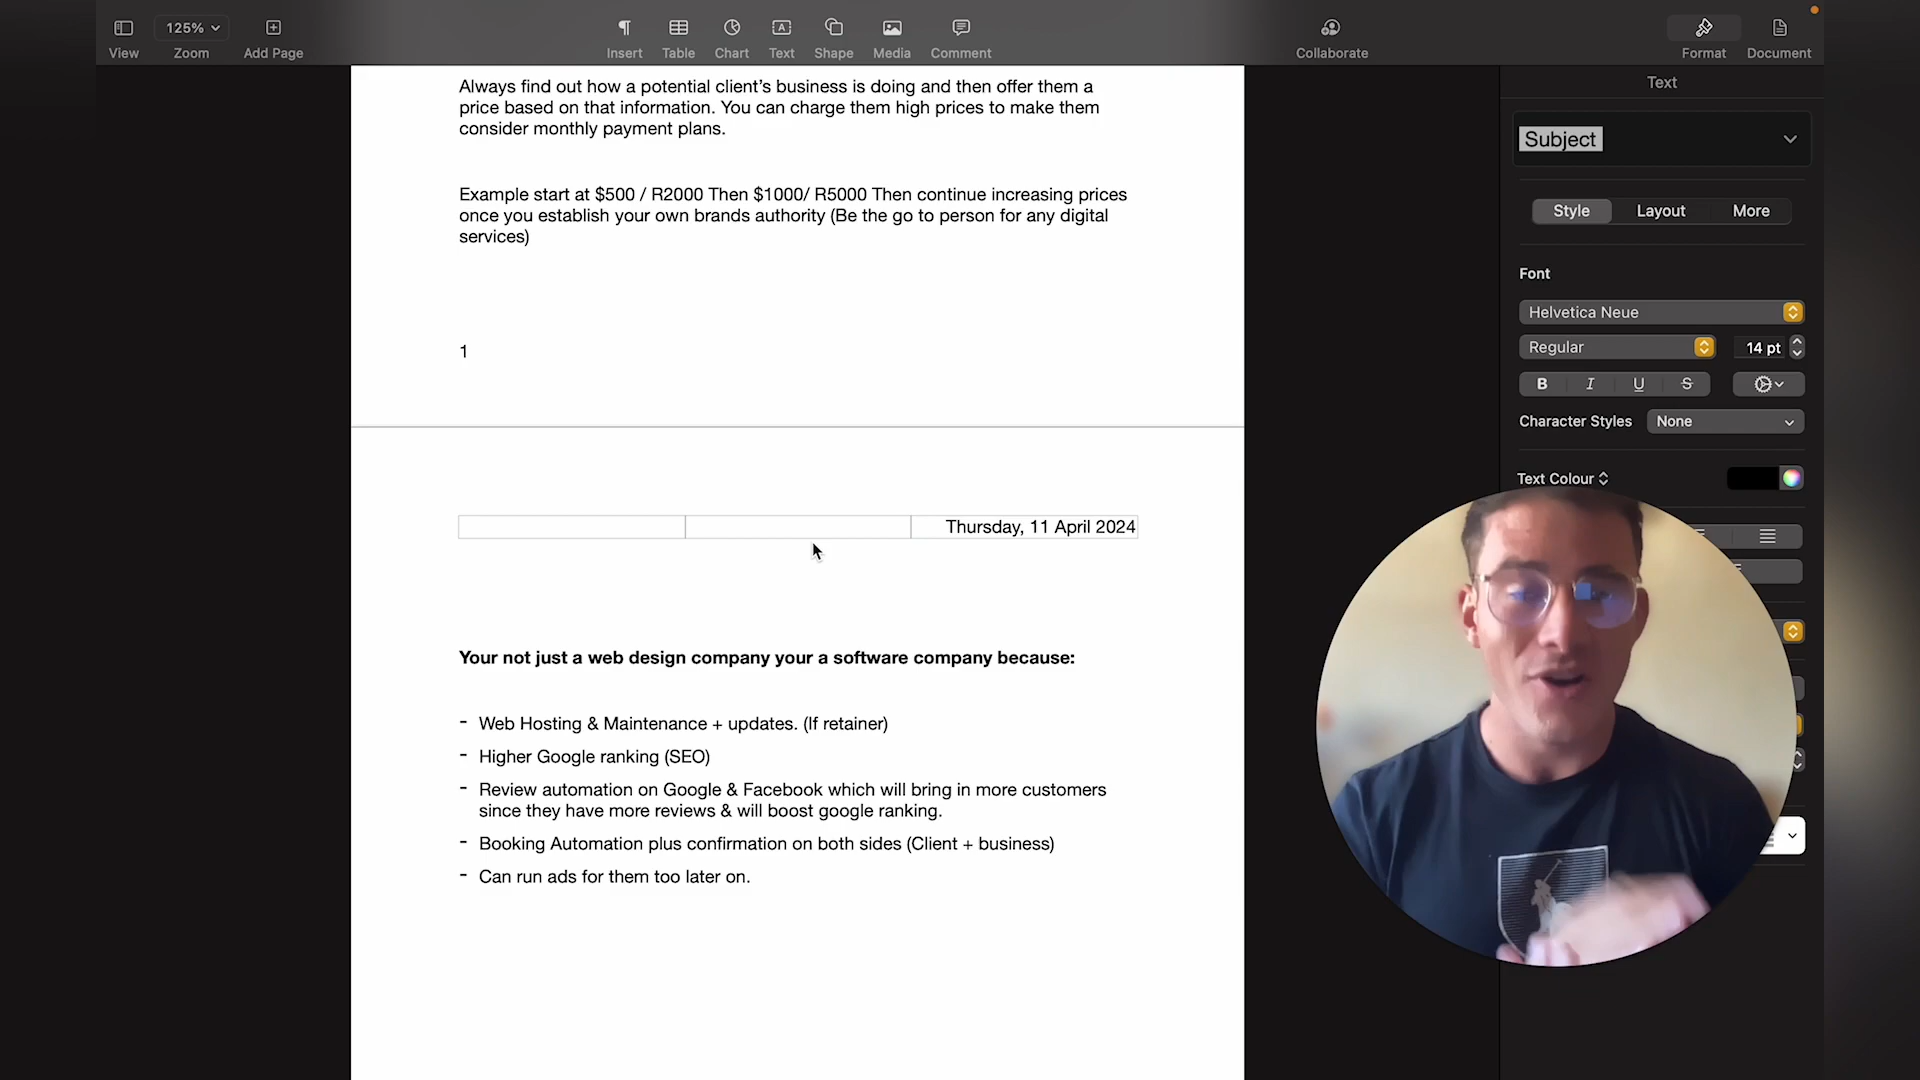 125%
View
Zoom
Add Page
Insert
Table
Chart
Text
Shape
Media
Comment
Collaborate
Format
Document
Always find out how a potential client’s business is doing and then offer them a
price based on that information. You can charge them high prices to make them
consider monthly payment plans.
Example start at $500 / R2000 Then $1000/ R5000 Then continue increasing prices
once you establish your own brands authority (Be the go to person for any digital
services)
1
Thursday, 11 April 2024
Your not just a web design company your a software company because:
- Web Hosting & Maintenance + updates. (If retainer)
- Higher Google ranking (SEO)
- Review automation on Google & Facebook which will bring in more customers
since they have more reviews & will boost google ranking.
- Booking Automation plus confirmation on both sides (Client + business)
- Can run ads for them too later on.
Text
Subject
Style Layout More
Font
Helvetica Neue
Regular 14 pt
B I U S
Character Styles None
Text Colour